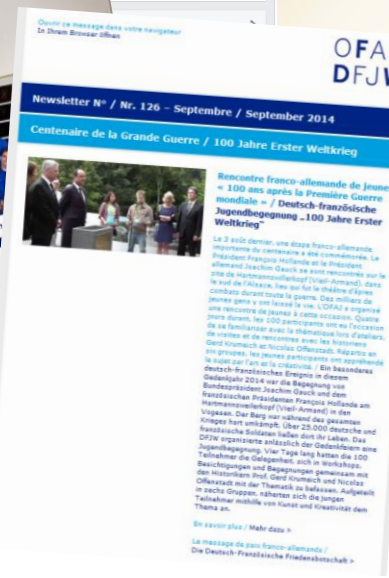 Ouvrir ce message dans votre navigateur
In Ihrem Browser öffnen
OFA
DFJW
Newsletter N° / Nr. 126 – Septembre / September 2014
Centenaire de la Grande Guerre / 100 Jahre Erster Weltkrieg
Rencontre franco-allemande de jeune
« 100 ans après la Première Guerre
mondiale » / Deutsch-französische
Jugendbegegnung „100 Jahre Erster
Weltkrieg"
Le 3 août dernier, une étape franco-allemande
importante du centenaire a été commémorée. Le
Président François Hollande et le Président
allemand Joachim Gauck se sont rencontrés sur le
site de Hartmannswillerkopf (Vieil-Armand), dans
le sud de l'Alsace, lieu qui fut le théâtre d'âpres
combats durant toute la guerre. Des milliers de
jeunes gens y ont laissé la vie. L'OFAJ a organisé
une rencontre de jeunes à cette occasion. Quatre
jours durant, les 100 participants ont eu l'occasion
de se familiariser avec la thématique lors d'ateliers,
de visites et de rencontres avec les historiens
Gerd Krumeich et Nicolas Offenstadt. Répartis en
six groupes, les jeunes participants ont appréhendé
le sujet par l'art et la créativité. / Ein besonderes
deutsch-französisches Ereignis in diesem
Gedenkjahr 2014 war die Begegnung von
Bundespräsident Joachim Gauck und dem
französischen Präsidenten François Hollande am
Hartmannswillerkopf (Vieil-Armand) in den
Vogesen. Der Berg war während des gesamten
Krieges hart umkämpft. Über 25.000 deutsche und
französische Soldaten ließen dort ihr Leben. Das
DFJW organisierte anlässlich der Gedenkfeiern eine
Jugendbegegnung. Vier Tage lang hatten die 100
Teilnehmer die Gelegenheit, sich in Workshops,
Besichtigungen und Begegnungen gemeinsam mit
den Historikern Prof. Gerd Krumeich und Nicolas
Offenstadt mit der Thematik zu befassen. Aufgeteilt
in sechs Gruppen, näherten sich die jungen
Teilnehmer mithilfe von Kunst und Kreativität dem
Thema an.
En savoir plus / Mehr dazu >
Le message de paix franco-allemands /
Die Deutsch-Französische Friedensbotschaft >